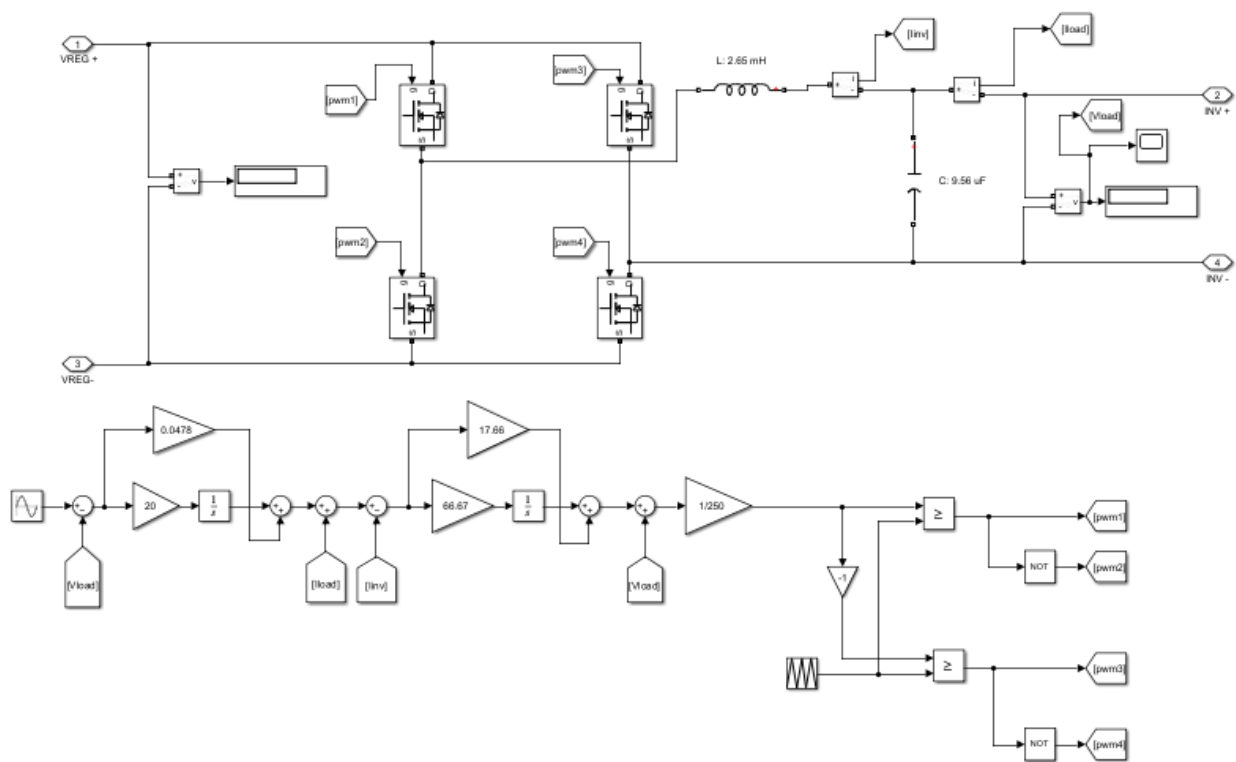 1
VREG +
[pwm1]
[pwm3]
g
D
S
g
D
S
L: 2.65 mH
[Iinv]
[Iload]
+
i
-
+
i
-
2
INV +
[Vload]
+
-
v
C: 9.56 uF
+
-
v
[pwm2]
[pwm4]
g
D
S
g
D
S
4
INV -
3
VREG-
0.0478
17.66
20
1
s
66.67
1
s
1/250
[Vload]
[Iload]
[Iinv]
[Vload]
≥
[pwm1]
NOT
[pwm2]
-1
≥
[pwm3]
NOT
[pwm4]